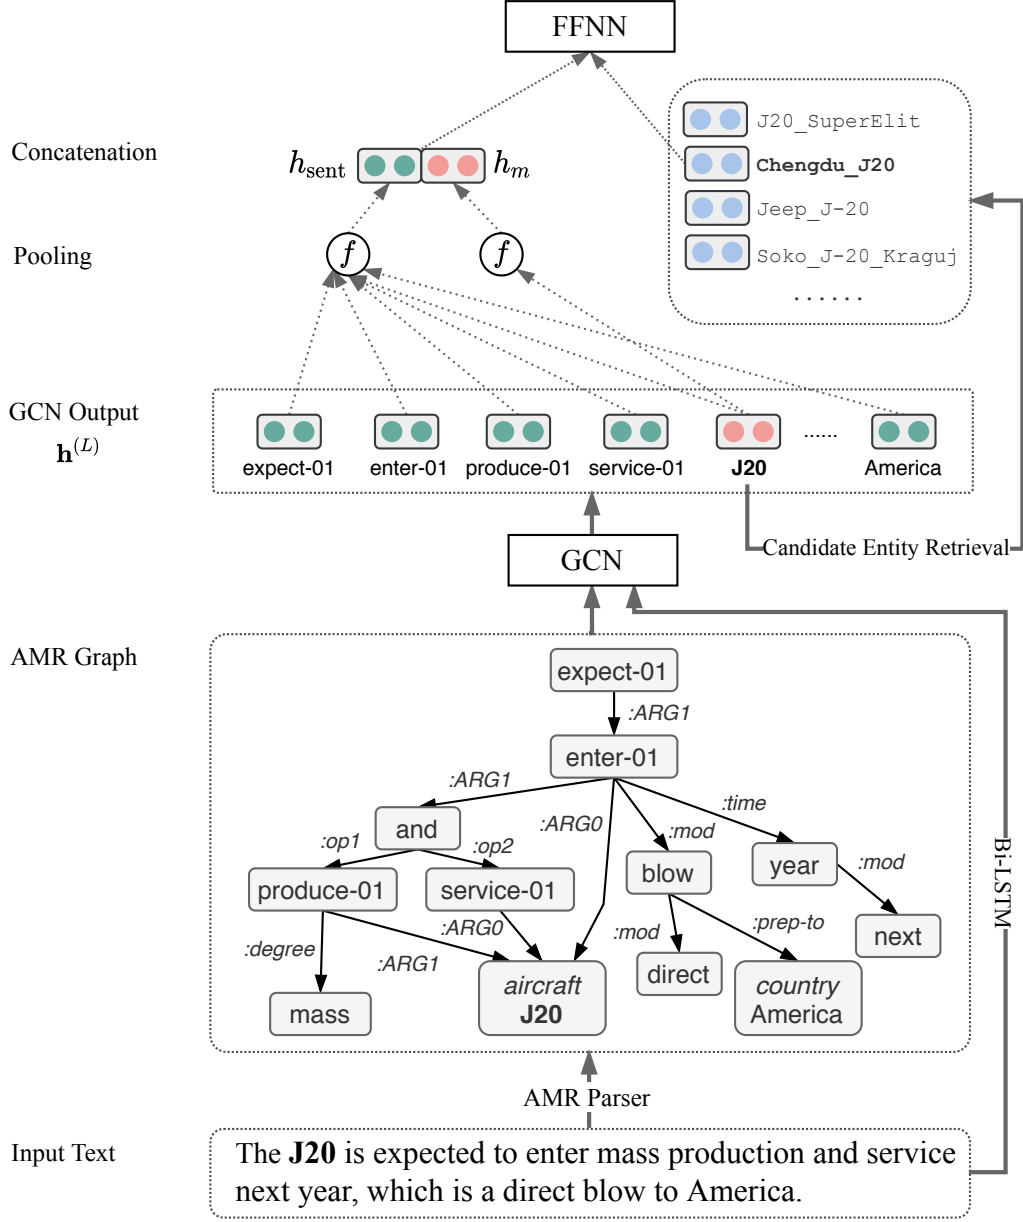 FFNN
J20_SuperElit
Concatenation
h_sent
h_m
Chengdu_J20
Jeep_J-20
Pooling
f
f
Soko_J-20_Kraguj
......
GCN Output
h^(L)
......
expect-01
enter-01
produce-01
service-01
J20
America
GCN
Candidate Entity Retrieval
AMR Graph
expect-01
:ARG1
enter-01
:ARG1
:ARG0
:mod
:time
and
:op1
:op2
blow
year
:mod
produce-01
service-01
:degree
:ARG1
:ARG0
:mod
:prep-to
next
mass
aircraft
J20
direct
country
America
Bi-LSTM
AMR Parser
Input Text
The J20 is expected to enter mass production and service
next year, which is a direct blow to America.